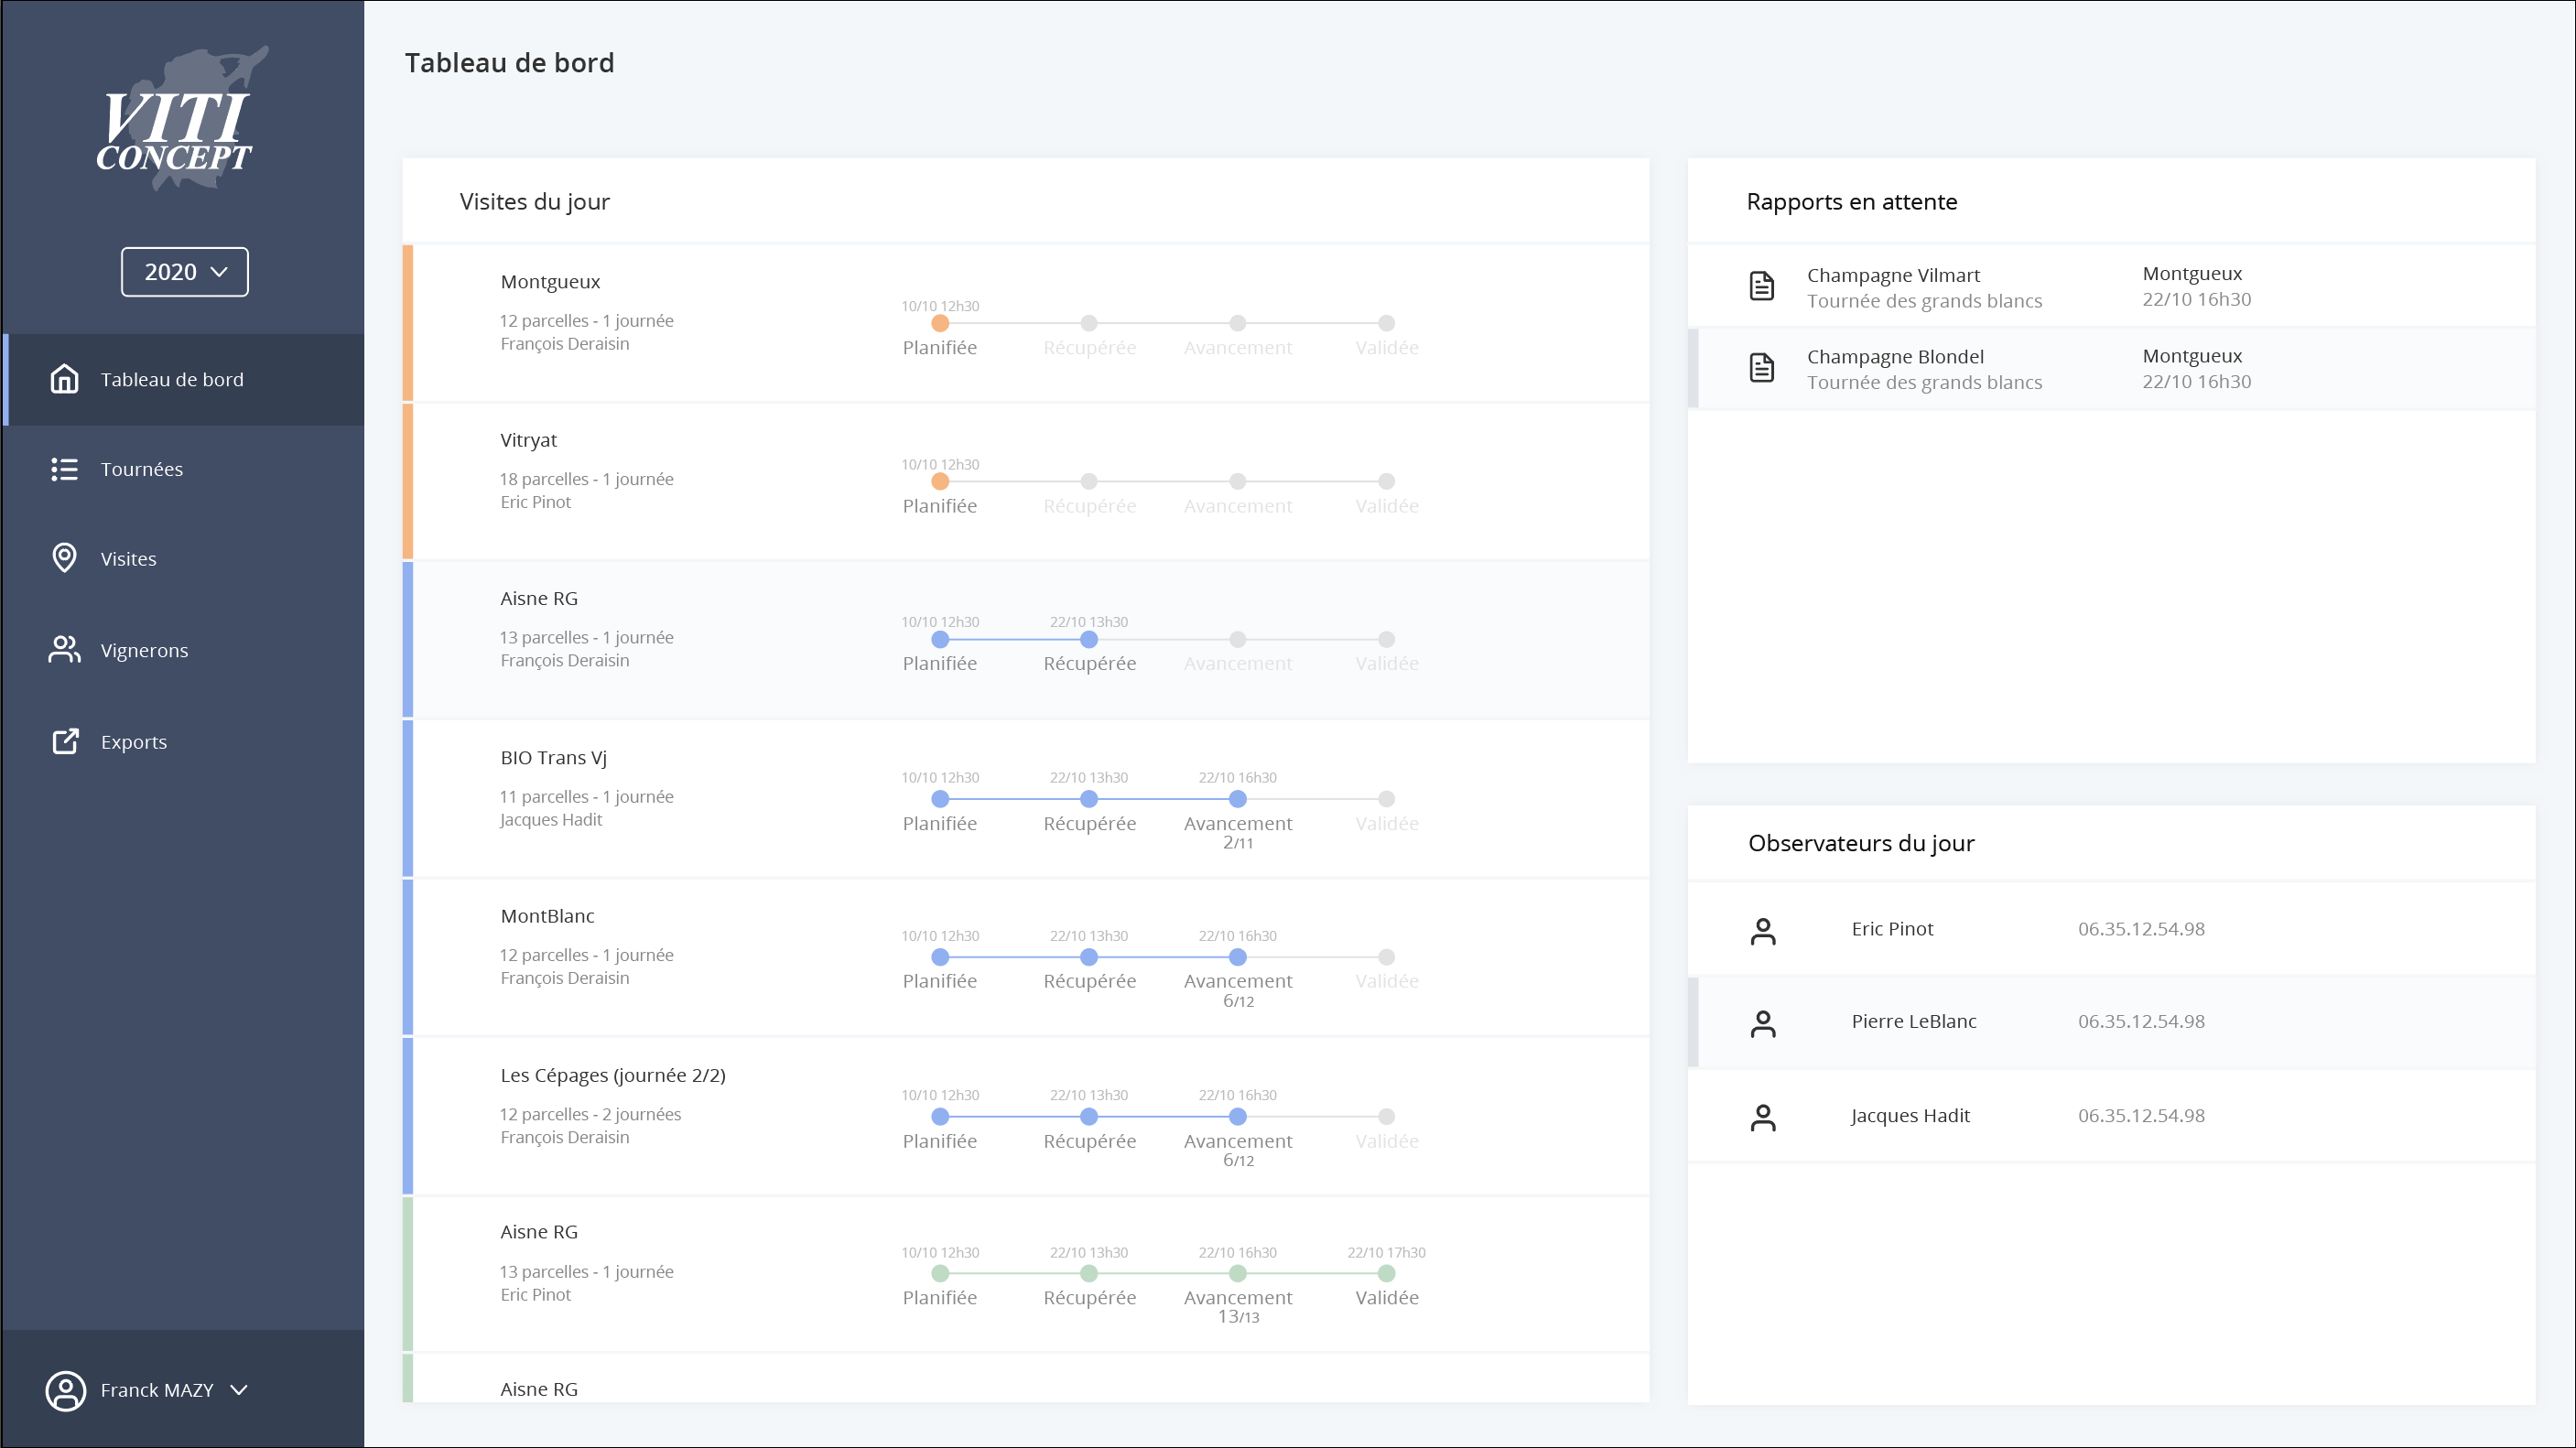 VITI
CONCEPT
2020
Tableau de bord
Tournées
Visites
Vignerons
Exports
Franck MAZY
Tableau de bord
Visites du jour
Montgueux
12 parcelles - 1 journée
François Deraisin
10/10 12h30
Planifiée Récupérée Avancement Validée
Vitryat
18 parcelles - 1 journée
Eric Pinot
10/10 12h30
Planifiée Récupérée Avancement Validée
Aisne RG
13 parcelles - 1 journée
François Deraisin
10/10 12h30 22/10 13h30
Planifiée Récupérée Avancement Validée
BIO Trans Vj
11 parcelles - 1 journée
Jacques Hadit
10/10 12h30 22/10 13h30 22/10 16h30
Planifiée Récupérée Avancement Validée
2/11
MontBlanc
12 parcelles - 1 journée
François Deraisin
10/10 12h30 22/10 13h30 22/10 16h30
Planifiée Récupérée Avancement Validée
6/12
Les Cépages (journée 2/2)
12 parcelles - 2 journées
François Deraisin
10/10 12h30 22/10 13h30 22/10 16h30
Planifiée Récupérée Avancement Validée
6/12
Aisne RG
13 parcelles - 1 journée
Eric Pinot
10/10 12h30 22/10 13h30 22/10 16h30 22/10 17h30
Planifiée Récupérée Avancement Validée
13/13
Aisne RG
Rapports en attente
Champagne Vilmart Montgueux
Tournée des grands blancs 22/10 16h30
Champagne Blondel Montgueux
Tournée des grands blancs 22/10 16h30
Observateurs du jour
Eric Pinot 06.35.12.54.98
Pierre LeBlanc 06.35.12.54.98
Jacques Hadit 06.35.12.54.98